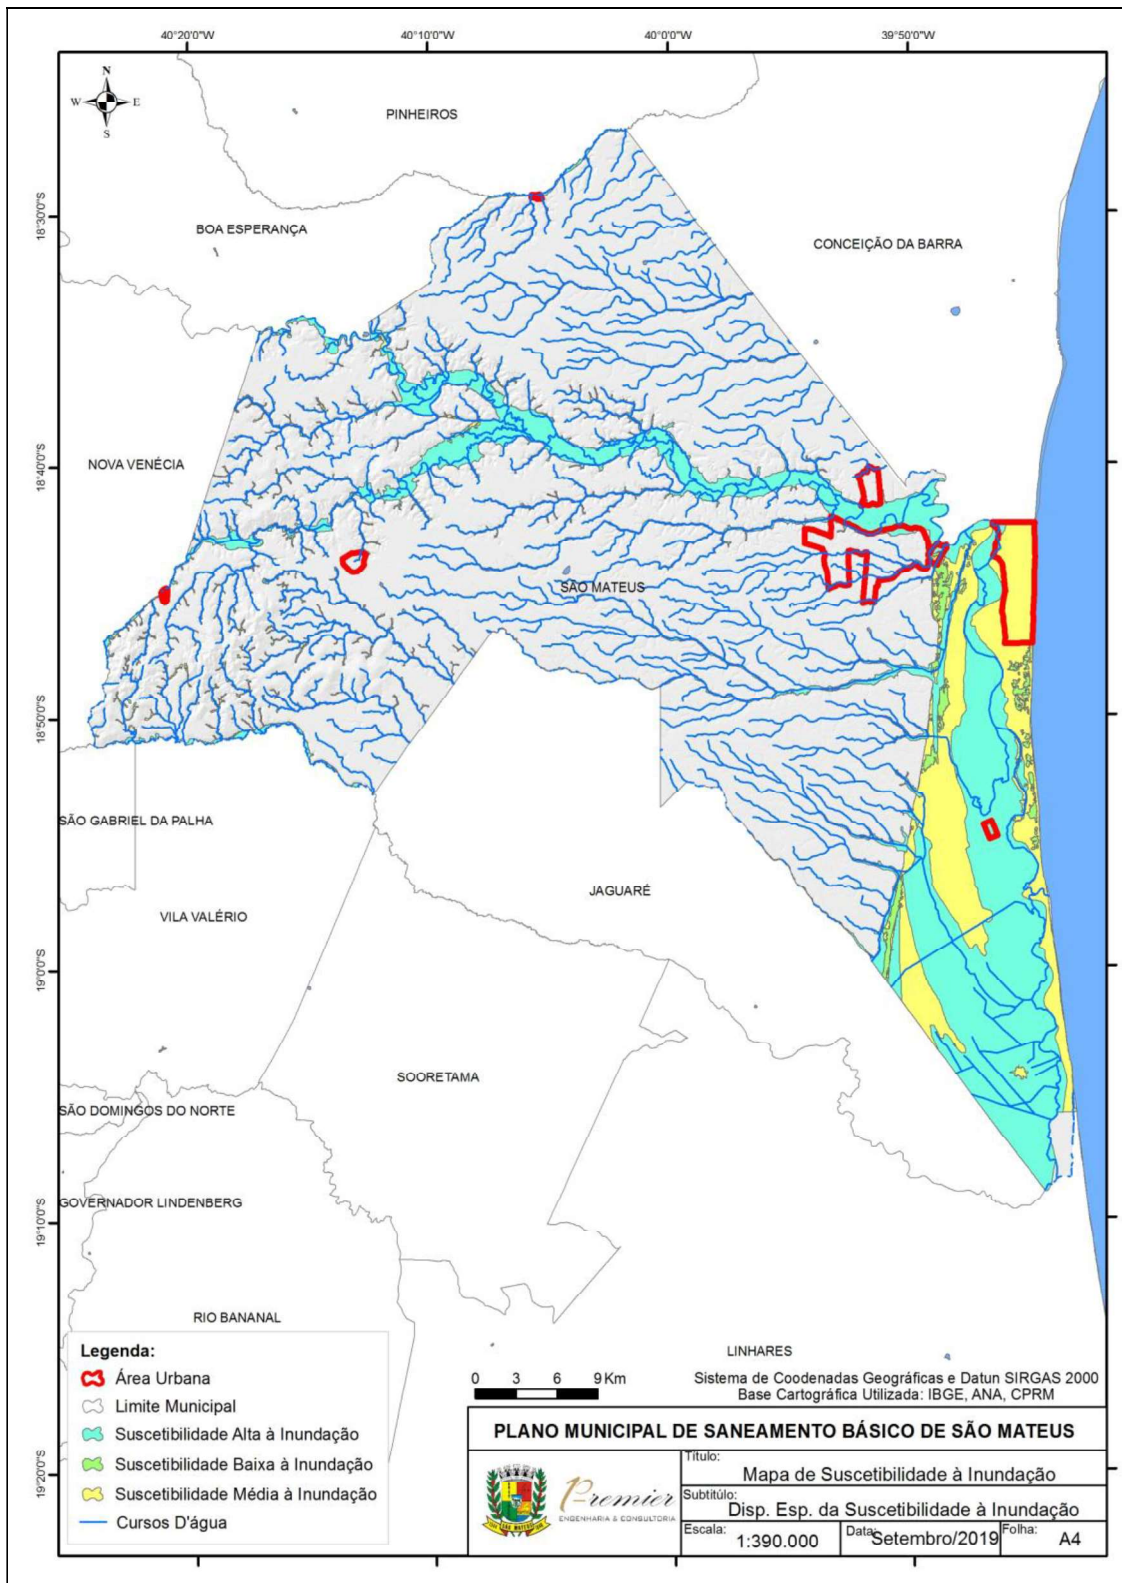 40°20'0"W
40°10'0"W
40°0'0"W
39°50'0"W
N
W
E
S
PINHEIROS
18°30'0"S
BOA ESPERANÇA
CONCEIÇÃO DA BARRA
18°40'0"S
NOVA VENÉCIA
SÃO MATEUS
18°50'0"S
SÃO GABRIEL DA PALHA
JAGUARÉ
VILA VALÉRIO
19°0'0"S
SOORETAMA
SÃO DOMINGOS DO NORTE
GOVERNADOR LINDENBERG
19°10'0"S
RIO BANANAL
LINHARES
Legenda:
Área Urbana
Limite Municipal
Suscetibilidade Alta à Inundação
Suscetibilidade Baixa à Inundação
Suscetibilidade Média à Inundação
Cursos D'água
19°20'0"S
0 3 6 9 Km
Sistema de Coodenadas Geográficas e Datun SIRGAS 2000
Base Cartográfica Utilizada: IBGE, ANA, CPRM
PLANO MUNICIPAL DE SANEAMENTO BÁSICO DE SÃO MATEUS
SÃO MATEUS
Premier
ENGENHARIA & CONSULTORIA
Título:
Mapa de Suscetibilidade à Inundação
Subtitúlo:
Disp. Esp. da Suscetibilidade à Inundação
Escala: 1:390.000
Data: Setembro/2019
Folha: A4